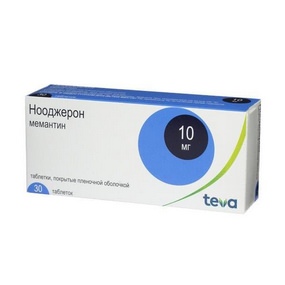 Нооджерон
мемантин
10
мг
таблетки, покрытые пленочной оболочкой
30 таблеток
teva